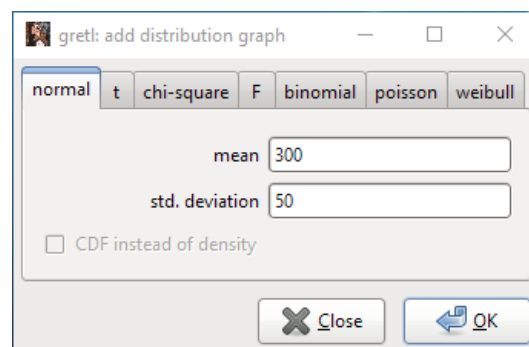 gretl: add distribution graph
normal t chi-square F binomial poisson weibull
mean 300
std. deviation 50
CDF instead of density
Close OK